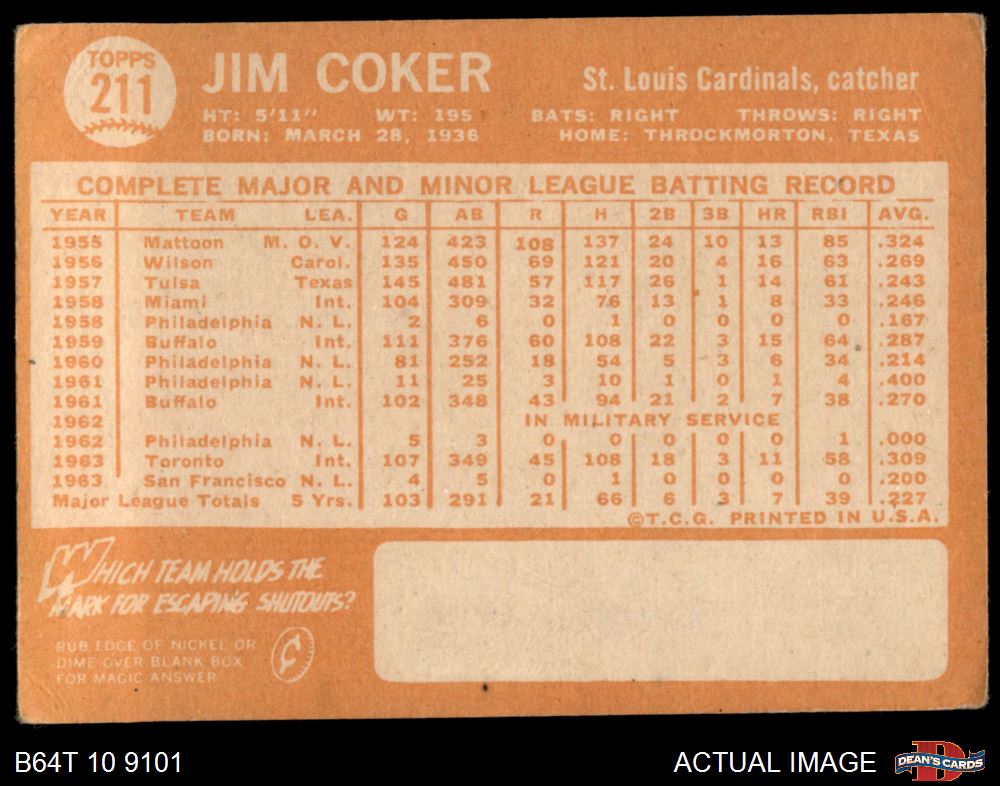 TOPPS
211
JIM COKER
St. Louis Cardinals, catcher
HT: 5'11" WT: 195 BATS: RIGHT THROWS: RIGHT
BORN: MARCH 28, 1936 HOME: THROCKMORTON, TEXAS
COMPLETE MAJOR AND MINOR LEAGUE BATTING RECORD
YEAR TEAM LEA. G AB R H 2B 3B HR RBI AVG.
1955 Mattoon M. O. V. 124 423 108 137 24 10 13 85 .324
1956 Wilson Carol. 135 450 69 121 20 4 16 63 .269
1957 Tulsa Texas 145 481 57 117 26 1 14 61 .243
1958 Miami Int. 104 309 32 76 13 1 8 33 .246
1958 Philadelphia N. L. 2 6 0 1 0 0 0 0 .167
1959 Buffalo Int. 111 376 60 108 22 3 15 64 .287
1960 Philadelphia N. L. 81 252 18 54 5 3 6 34 .214
1961 Philadelphia N. L. 11 25 3 10 1 0 1 4 .400
1961 Buffalo Int. 102 348 43 94 21 2 7 38 .270
1962 IN MILITARY SERVICE
1962 Philadelphia N. L. 5 3 0 0 0 0 0 1 .000
1963 Toronto Int. 107 349 45 108 18 3 11 58 .309
1963 San Francisco N. L. 4 5 0 1 0 0 0 0 .200
Major League Totals 5 Yrs. 103 291 21 66 6 3 7 39 .227
©T.C.G. PRINTED IN U.S.A.
WHICH TEAM HOLDS THE
MARK FOR ESCAPING SHUTOUTS?
RUB EDGE OF NICKEL OR
DIME OVER BLANK BOX
FOR MAGIC ANSWER
¢
B64T 10 9101
ACTUAL IMAGE
D
DEAN'S CARDS